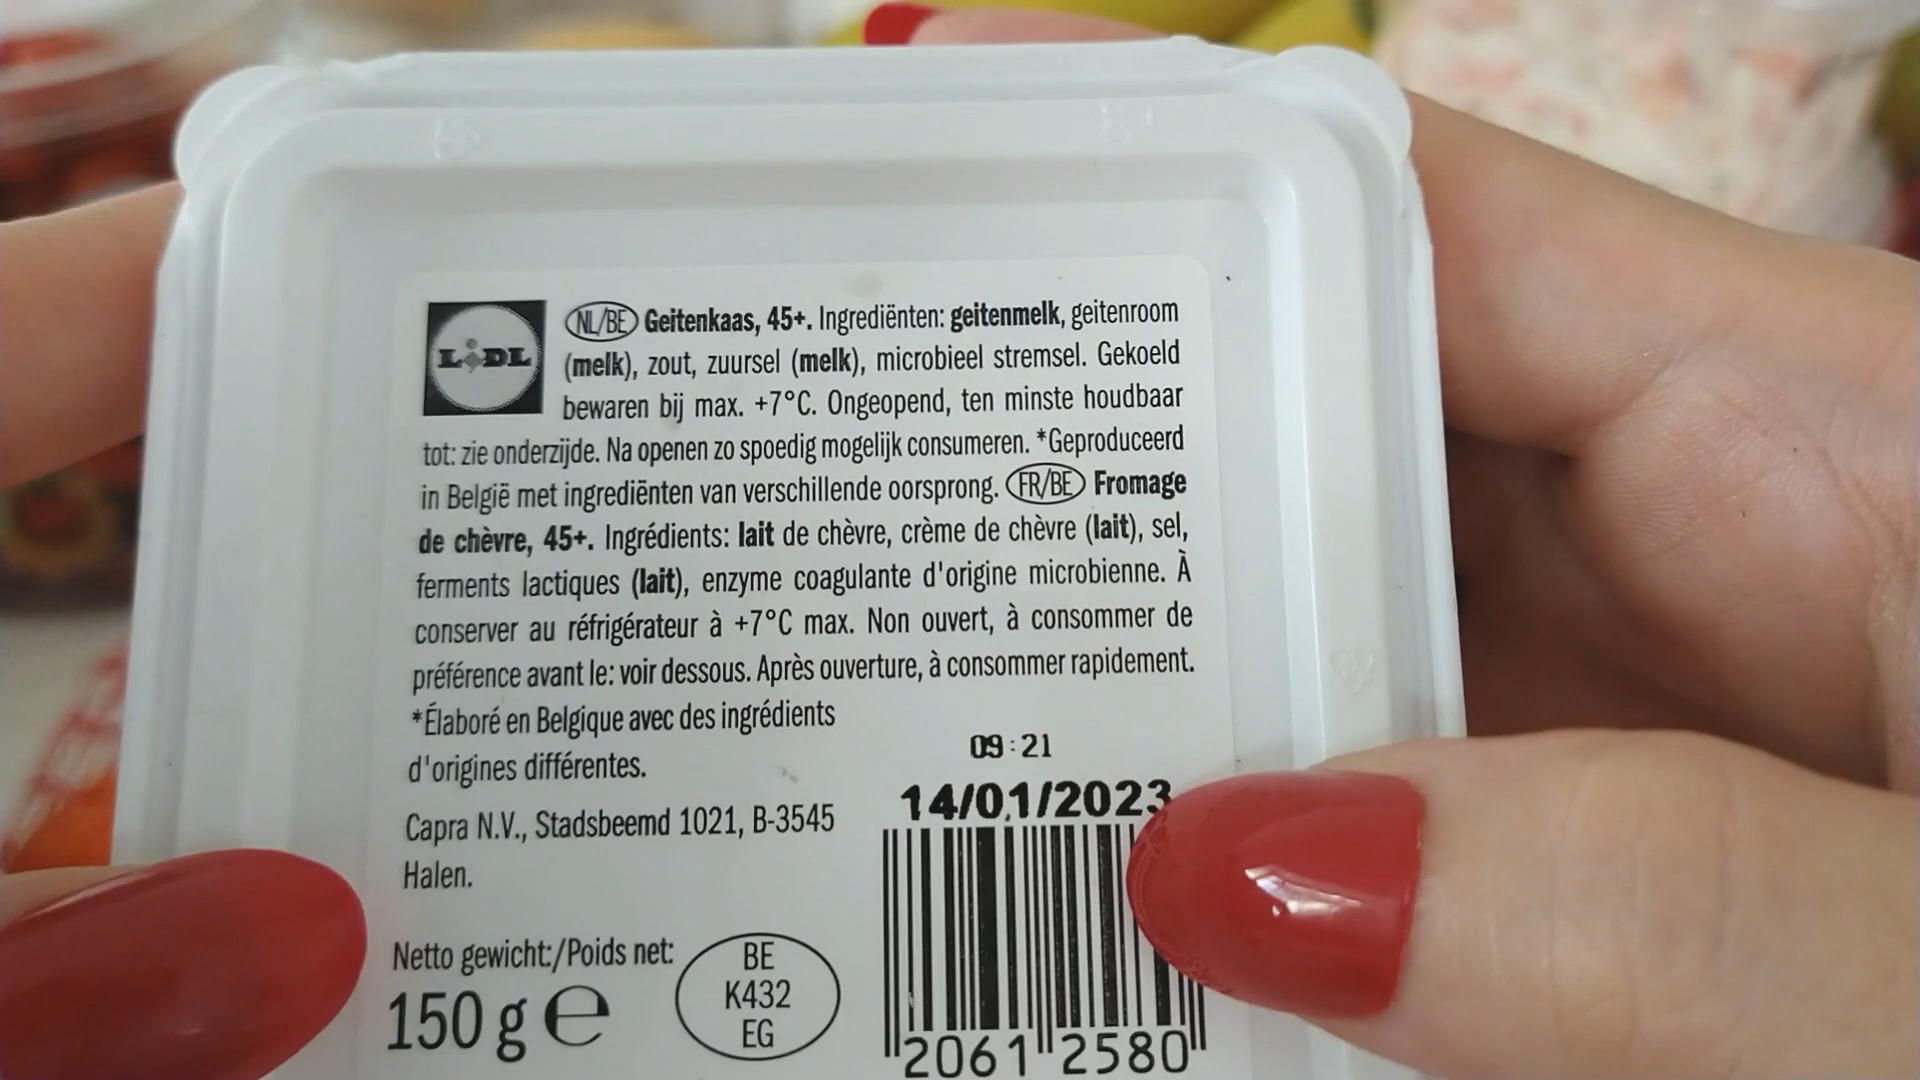 LIDL
NL/BE Geitenkaas, 45+. Ingrediënten: geitenmelk, geitenroom
(melk), zout, zuursel (melk), microbieel stremsel. Gekoeld
bewaren bij max. +7°C. Ongeopend, ten minste houdbaar
tot: zie onderzijde. Na openen zo spoedig mogelijk consumeren. *Geproduceerd
in België met ingrediënten van verschillende oorsprong. FR/BE Fromage
de chèvre, 45+. Ingrédients: lait de chèvre, crème de chèvre (lait), sel,
ferments lactiques (lait), enzyme coagulante d'origine microbienne. À
conserver au réfrigérateur à +7°C max. Non ouvert, à consommer de
préférence avant le: voir dessous. Après ouverture, à consommer rapidement.
*Élaboré en Belgique avec des ingrédients
d'origines différentes.
09:21
14/01/2023
Capra N.V., Stadsbeemd 1021, B-3545
Halen.
Netto gewicht:/Poids net:
150 g e
BE
K432
EG
2061 2580